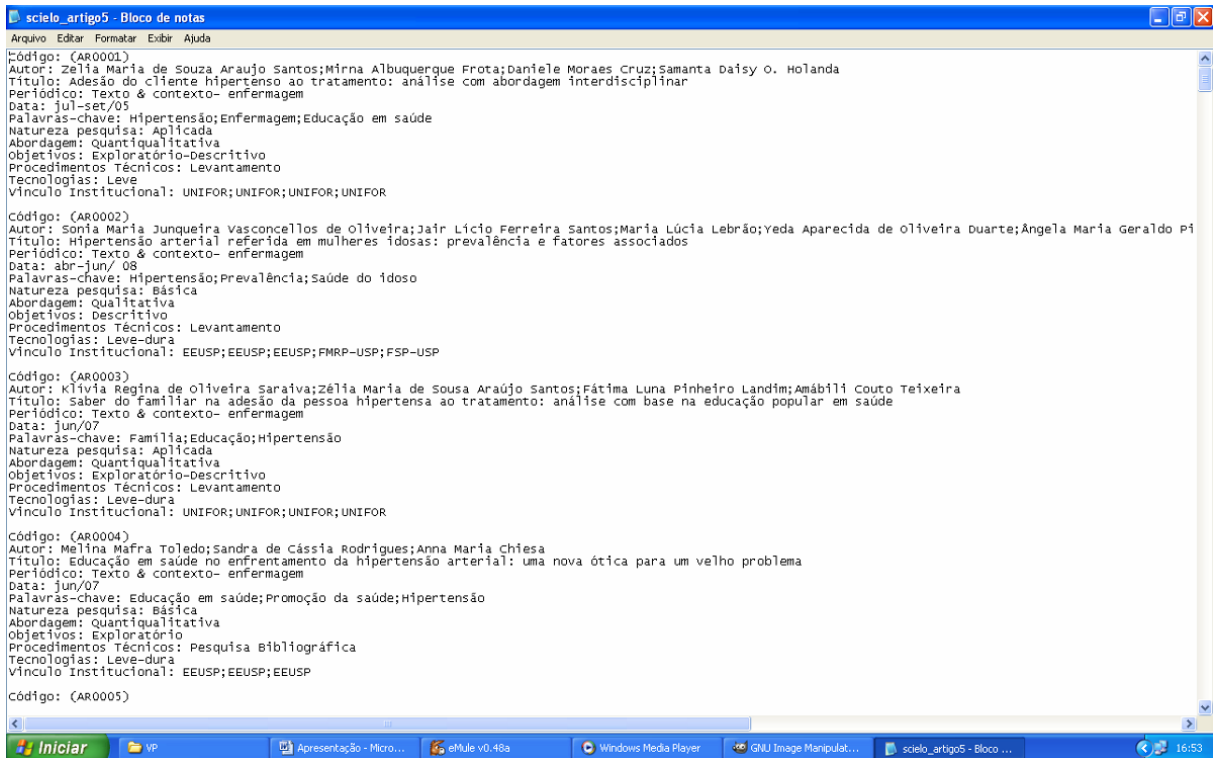 scielo_artigo5 - Bloco de notas
Arquivo Editar Formatar Exibir Ajuda
Código: (AR0001)
Autor: Zelia Maria de Souza Araujo Santos;Mirna Albuquerque Frota;Daniele Moraes Cruz;Samanta Daisy O. Holanda
Título: Adesão do cliente hipertenso ao tratamento: análise com abordagem interdisciplinar
Periódico: Texto & contexto- enfermagem
Data: jul-set/05
Palavras-chave: Hipertensão;Enfermagem;Educação em saúde
Natureza pesquisa: Aplicada
Abordagem: Quantiqualitativa
Objetivos: Exploratório-Descritivo
Procedimentos Técnicos: Levantamento
Tecnologias: Leve
Vinculo Institucional: UNIFOR;UNIFOR;UNIFOR;UNIFOR
Código: (AR0002)
Autor: Sonia Maria Junqueira Vasconcellos de Oliveira;Jair Licio Ferreira Santos;Maria Lúcia Lebrão;Yeda Aparecida de Oliveira Duarte;Ângela Maria Geraldo Pi
Título: Hipertensão arterial referida em mulheres idosas: prevalência e fatores associados
Periódico: Texto & contexto- enfermagem
Data: abr-jun/ 08
Palavras-chave: Hipertensão;Prevalência;Saúde do idoso
Natureza pesquisa: Básica
Abordagem: Qualitativa
Objetivos: Descritivo
Procedimentos Técnicos: Levantamento
Tecnologias: Leve-dura
Vinculo Institucional: EEUSP;EEUSP;EEUSP;FMRP-USP;FSP-USP
Código: (AR0003)
Autor: Klívia Regina de Oliveira Saraiva;Zélia Maria de Sousa Araújo Santos;Fátima Luna Pinheiro Landim;Amábili Couto Teixeira
Título: Saber do familiar na adesão da pessoa hipertensa ao tratamento: análise com base na educação popular em saúde
Periódico: Texto & contexto- enfermagem
Data: jun/07
Palavras-chave: Família;Educação;Hipertensão
Natureza pesquisa: Aplicada
Abordagem: Quantiqualitativa
Objetivos: Exploratório-Descritivo
Procedimentos Técnicos: Levantamento
Tecnologias: Leve-dura
Vinculo Institucional: UNIFOR;UNIFOR;UNIFOR;UNIFOR
Código: (AR0004)
Autor: Melina Mafra Toledo;Sandra de Cássia Rodrigues;Anna Maria Chiesa
Título: Educação em saúde no enfrentamento da hipertensão arterial: uma nova ótica para um velho problema
Periódico: Texto & contexto- enfermagem
Data: jun/07
Palavras-chave: Educação em saúde;Promoção da saúde;Hipertensão
Natureza pesquisa: Básica
Abordagem: Quantiqualitativa
Objetivos: Exploratório
Procedimentos Técnicos: Pesquisa Bibliográfica
Tecnologias: Leve-dura
Vinculo Institucional: EEUSP;EEUSP;EEUSP
Código: (AR0005)
Iniciar VP Apresentação - Micro... eMule v0.48a Windows Media Player GNU Image Manipulat... scielo_artigo5 - Bloco ... 16:53